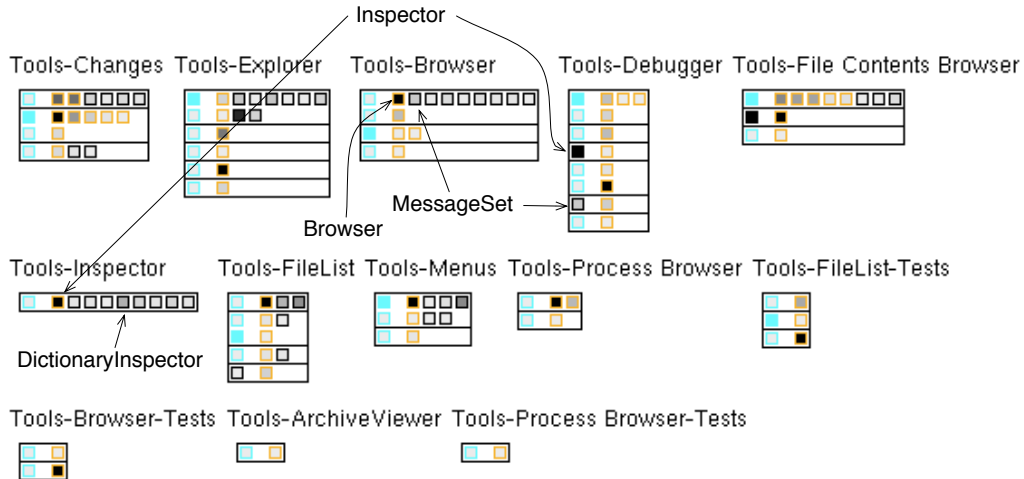 Inspector
Tools-Changes Tools-Explorer Tools-Browser Tools-Debugger Tools-File Contents Browser
MessageSet
Browser
Tools-Inspector Tools-FileList Tools-Menus Tools-Process Browser Tools-FileList-Tests
DictionaryInspector
Tools-Browser-Tests Tools-ArchiveViewer Tools-Process Browser-Tests